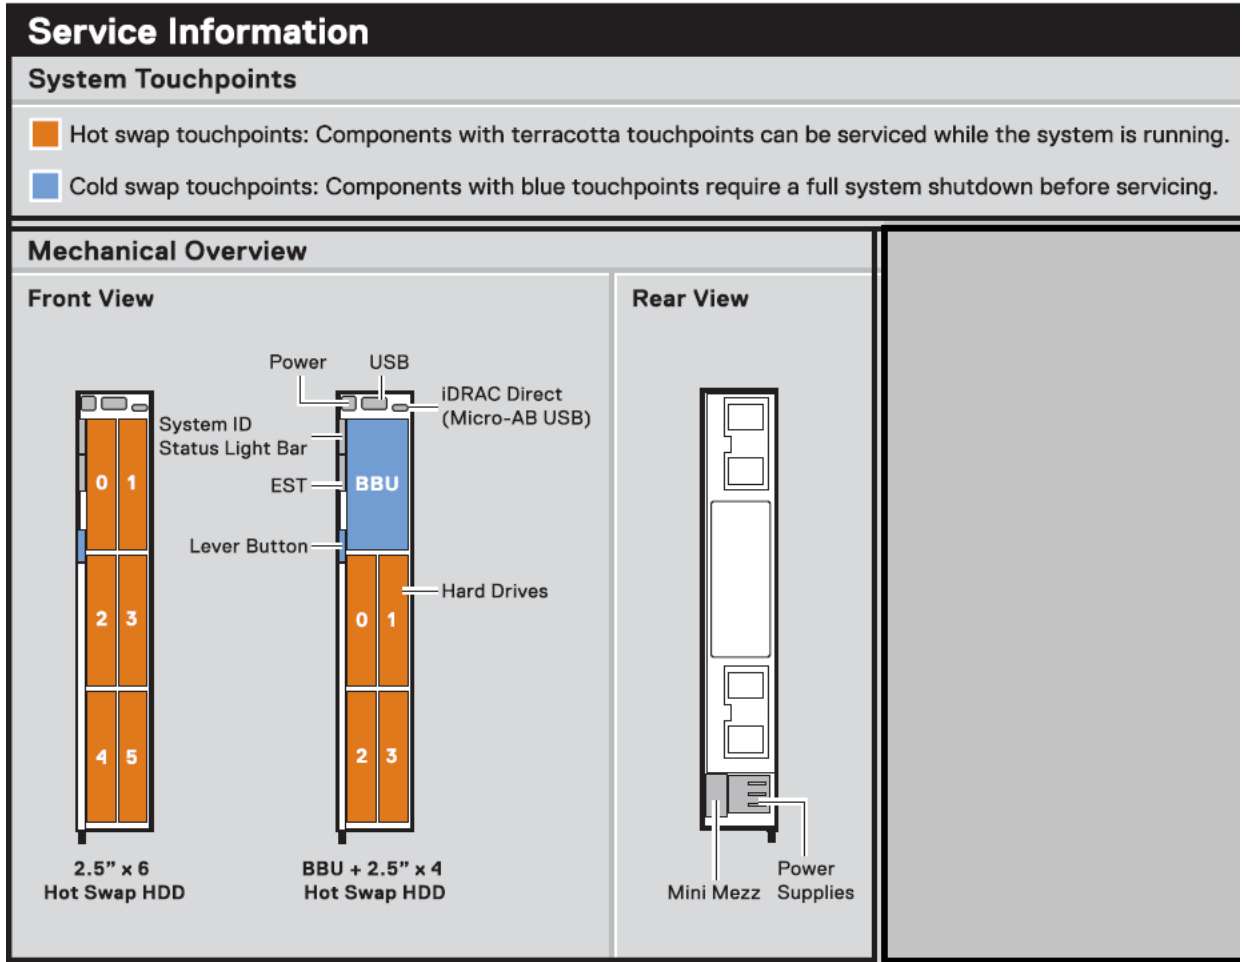 Service Information
System Touchpoints
Hot swap touchpoints: Components with terracotta touchpoints can be serviced while the system is running.
Cold swap touchpoints: Components with blue touchpoints require a full system shutdown before servicing.
Mechanical Overview
Front View
0 1
2 3
4 5
2.5” x 6
Hot Swap HDD
Power
USB
iDRAC Direct
(Micro-AB USB)
System ID
Status Light Bar
EST
BBU
Lever Button
Hard Drives
0 1
2 3
BBU + 2.5” x 4
Hot Swap HDD
Rear View
Mini Mezz
Power
Supplies